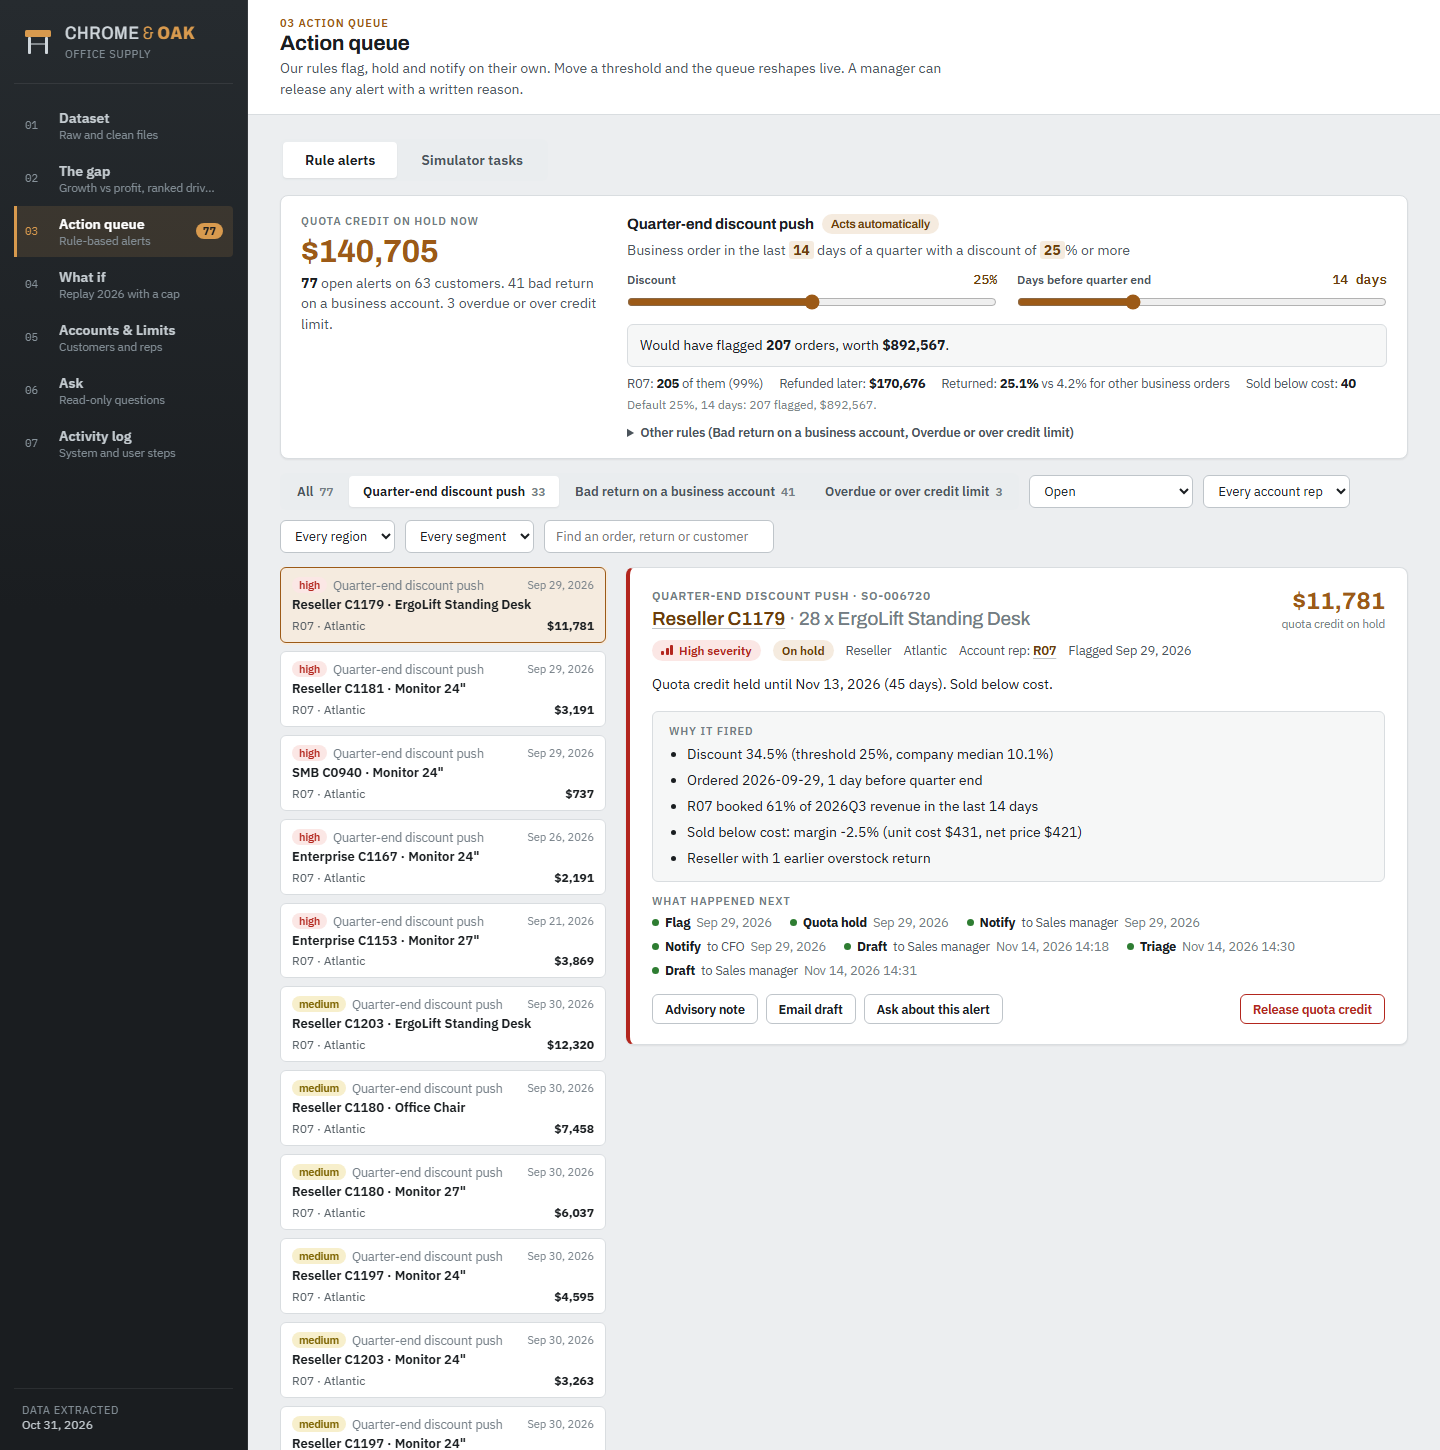 CHROME & OAK
OFFICE SUPPLY
01 Dataset
Raw and clean files
02 The gap
Growth vs profit, ranked driv...
03 Action queue 77
Rule-based alerts
04 What if
Replay 2026 with a cap
05 Accounts & Limits
Customers and reps
06 Ask
Read-only questions
07 Activity log
System and user steps
DATA EXTRACTED
Oct 31, 2026
03 ACTION QUEUE
Action queue
Our rules flag, hold and notify on their own. Move a threshold and the queue reshapes live. A manager can
release any alert with a written reason.
Rule alerts Simulator tasks
QUOTA CREDIT ON HOLD NOW
$140,705
77 open alerts on 63 customers. 41 bad return
on a business account. 3 overdue or over credit
limit.
Quarter-end discount push Acts automatically
Business order in the last 14 days of a quarter with a discount of 25 % or more
Discount 25% Days before quarter end 14 days
Would have flagged 207 orders, worth $892,567.
R07: 205 of them (99%) Refunded later: $170,676 Returned: 25.1% vs 4.2% for other business orders Sold below cost: 40
Default 25%, 14 days: 207 flagged, $892,567.
Other rules (Bad return on a business account, Overdue or over credit limit)
All 77 Quarter-end discount push 33 Bad return on a business account 41 Overdue or over credit limit 3 Open Every account rep
Every region Every segment Find an order, return or customer
high Quarter-end discount push Sep 29, 2026
Reseller C1179 · ErgoLift Standing Desk
R07 · Atlantic $11,781
high Quarter-end discount push Sep 29, 2026
Reseller C1181 · Monitor 24"
R07 · Atlantic $3,191
high Quarter-end discount push Sep 29, 2026
SMB C0940 · Monitor 24"
R07 · Atlantic $737
high Quarter-end discount push Sep 26, 2026
Enterprise C1167 · Monitor 24"
R07 · Atlantic $2,191
high Quarter-end discount push Sep 21, 2026
Enterprise C1153 · Monitor 27"
R07 · Atlantic $3,869
medium Quarter-end discount push Sep 30, 2026
Reseller C1203 · ErgoLift Standing Desk
R07 · Atlantic $12,320
medium Quarter-end discount push Sep 30, 2026
Reseller C1180 · Office Chair
R07 · Atlantic $7,458
medium Quarter-end discount push Sep 30, 2026
Reseller C1180 · Monitor 27"
R07 · Atlantic $6,037
medium Quarter-end discount push Sep 30, 2026
Reseller C1197 · Monitor 24"
R07 · Atlantic $4,595
medium Quarter-end discount push Sep 30, 2026
Reseller C1203 · Monitor 24"
R07 · Atlantic $3,263
medium Quarter-end discount push Sep 30, 2026
Reseller C1197 · Monitor 24"
QUARTER-END DISCOUNT PUSH · SO-006720
Reseller C1179 · 28 x ErgoLift Standing Desk
$11,781
quota credit on hold
High severity On hold Reseller Atlantic Account rep: R07 Flagged Sep 29, 2026
Quota credit held until Nov 13, 2026 (45 days). Sold below cost.
WHY IT FIRED
• Discount 34.5% (threshold 25%, company median 10.1%)
• Ordered 2026-09-29, 1 day before quarter end
• R07 booked 61% of 2026Q3 revenue in the last 14 days
• Sold below cost: margin -2.5% (unit cost $431, net price $421)
• Reseller with 1 earlier overstock return
WHAT HAPPENED NEXT
Flag Sep 29, 2026 Quota hold Sep 29, 2026 Notify to Sales manager Sep 29, 2026
Notify to CFO Sep 29, 2026 Draft to Sales manager Nov 14, 2026 14:18 Triage Nov 14, 2026 14:30
Draft to Sales manager Nov 14, 2026 14:31
Advisory note Email draft Ask about this alert Release quota credit